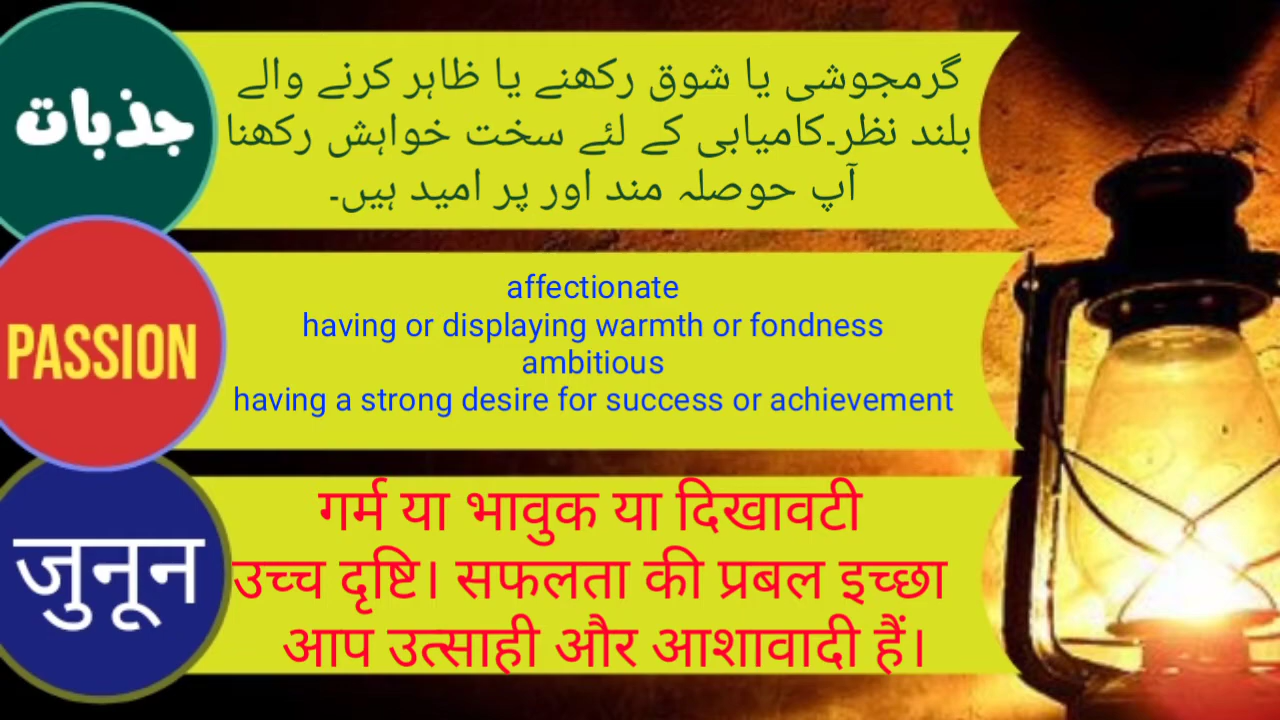 جذبات
گرمجوشی یا شوق رکھنے یا ظاہر کرنے والے
بلند نظر۔کامیابی کے لئے سخت خواہش رکھنا
آپ حوصلہ مند اور پر امید ہیں۔
PASSION
affectionate
having or displaying warmth or fondness
ambitious
having a strong desire for success or achievement
जुनून
गर्म या भावुक या दिखावटी
उच्च दृष्टि। सफलता की प्रबल इच्छा
आप उत्साही और आशावादी हैं।